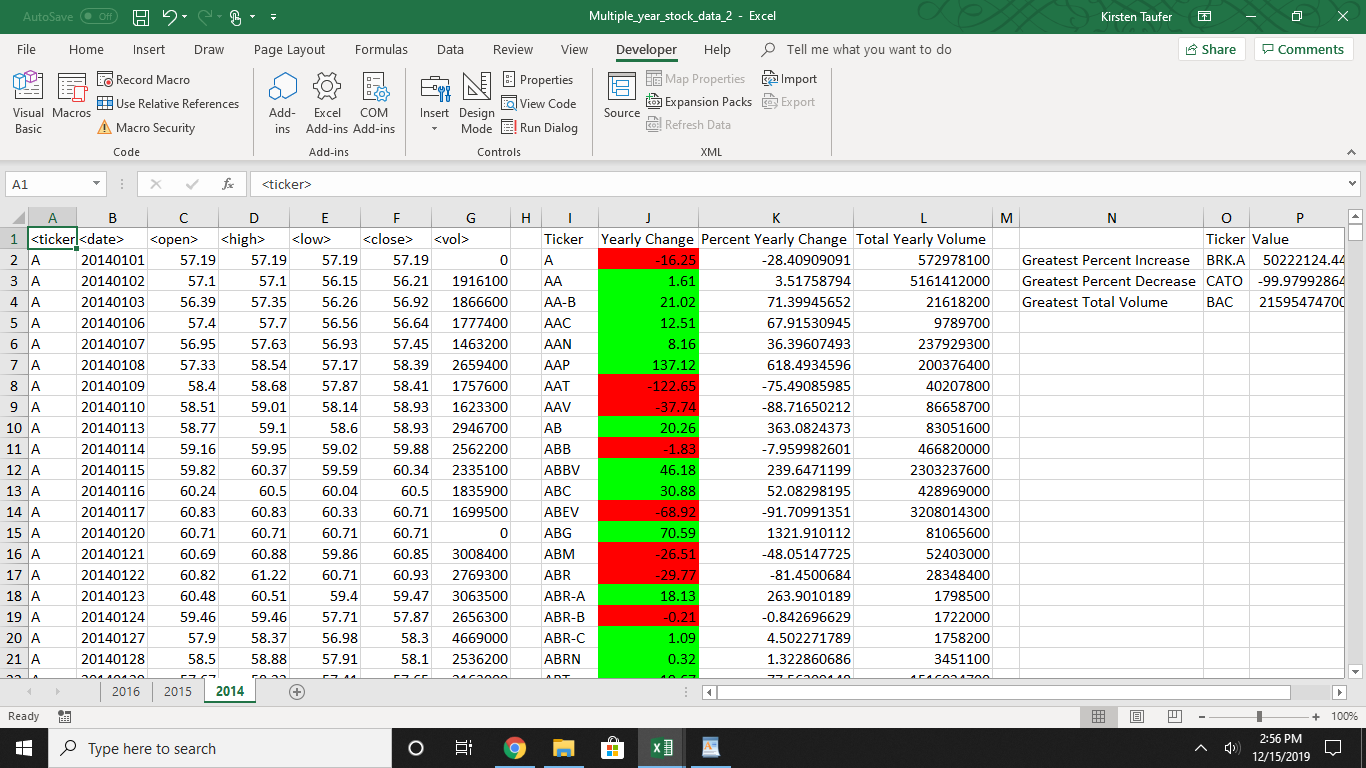 AutoSave Off Multiple_year_stock_data_2 - Excel Kirsten Taufer
File Home Insert Draw Page Layout Formulas Data Review View Developer Help Tell me what you want to do Share Comments
Visual Basic Macros Record Macro Use Relative References Macro Security Add-ins Excel Add-ins COM Add-ins Insert Design Mode Properties View Code Run Dialog Source Map Properties Expansion Packs Refresh Data Import Export
Code Add-ins Controls XML
A1 fx <ticker>
A B C D E F G H I J K L M N O P
1 <ticker <date> <open> <high> <low> <close> <vol> Ticker Yearly Change Percent Yearly Change Total Yearly Volume Ticker Value
2 A 20140101 57.19 57.19 57.19 57.19 0 A -16.25 -28.40909091 572978100 Greatest Percent Increase BRK.A 50222124.44
3 A 20140102 57.1 57.1 56.15 56.21 1916100 AA 1.61 3.51758794 5161412000 Greatest Percent Decrease CATO -99.97992864
4 A 20140103 56.39 57.35 56.26 56.92 1866600 AA-B 21.02 71.39945652 21618200 Greatest Total Volume BAC 21595474700
5 A 20140106 57.4 57.7 56.56 56.64 1777400 AAC 12.51 67.91530945 9789700
6 A 20140107 56.95 57.63 56.93 57.45 1463200 AAN 8.16 36.39607493 237929300
7 A 20140108 57.33 58.54 57.17 58.39 2659400 AAP 137.12 618.4934596 200376400
8 A 20140109 58.4 58.68 57.87 58.41 1757600 AAT -122.65 -75.49085985 40207800
9 A 20140110 58.51 59.01 58.14 58.93 1623300 AAV -37.74 -88.71650212 86658700
10 A 20140113 58.77 59.1 58.6 58.93 2946700 AB 20.26 363.0824373 83051600
11 A 20140114 59.16 59.95 59.02 59.88 2562200 ABB -1.83 -7.959982601 466820000
12 A 20140115 59.82 60.37 59.59 60.34 2335100 ABBV 46.18 239.6471199 2303237600
13 A 20140116 60.24 60.5 60.04 60.5 1835900 ABC 30.88 52.08298195 428969000
14 A 20140117 60.83 60.83 60.33 60.71 1699500 ABEV -68.92 -91.70991351 3208014300
15 A 20140120 60.71 60.71 60.71 60.71 0 ABG 70.59 1321.910112 81065600
16 A 20140121 60.69 60.88 59.86 60.85 3008400 ABM -26.51 -48.05147725 52403000
17 A 20140122 60.82 61.22 60.71 60.93 2769300 ABR -29.77 -81.4500684 28348400
18 A 20140123 60.48 60.51 59.4 59.47 3063500 ABR-A 18.13 263.9010189 1798500
19 A 20140124 59.46 59.46 57.71 57.87 2656300 ABR-B -0.21 -0.842696629 1722000
20 A 20140127 57.9 58.37 56.98 58.3 4669000 ABR-C 1.09 4.502271789 1758200
21 A 20140128 58.5 58.88 57.91 58.1 2536200 ABRN 0.32 1.322860686 3451100
2016 2015 2014
Ready 100%
Type here to search 2:56 PM
12/15/2019